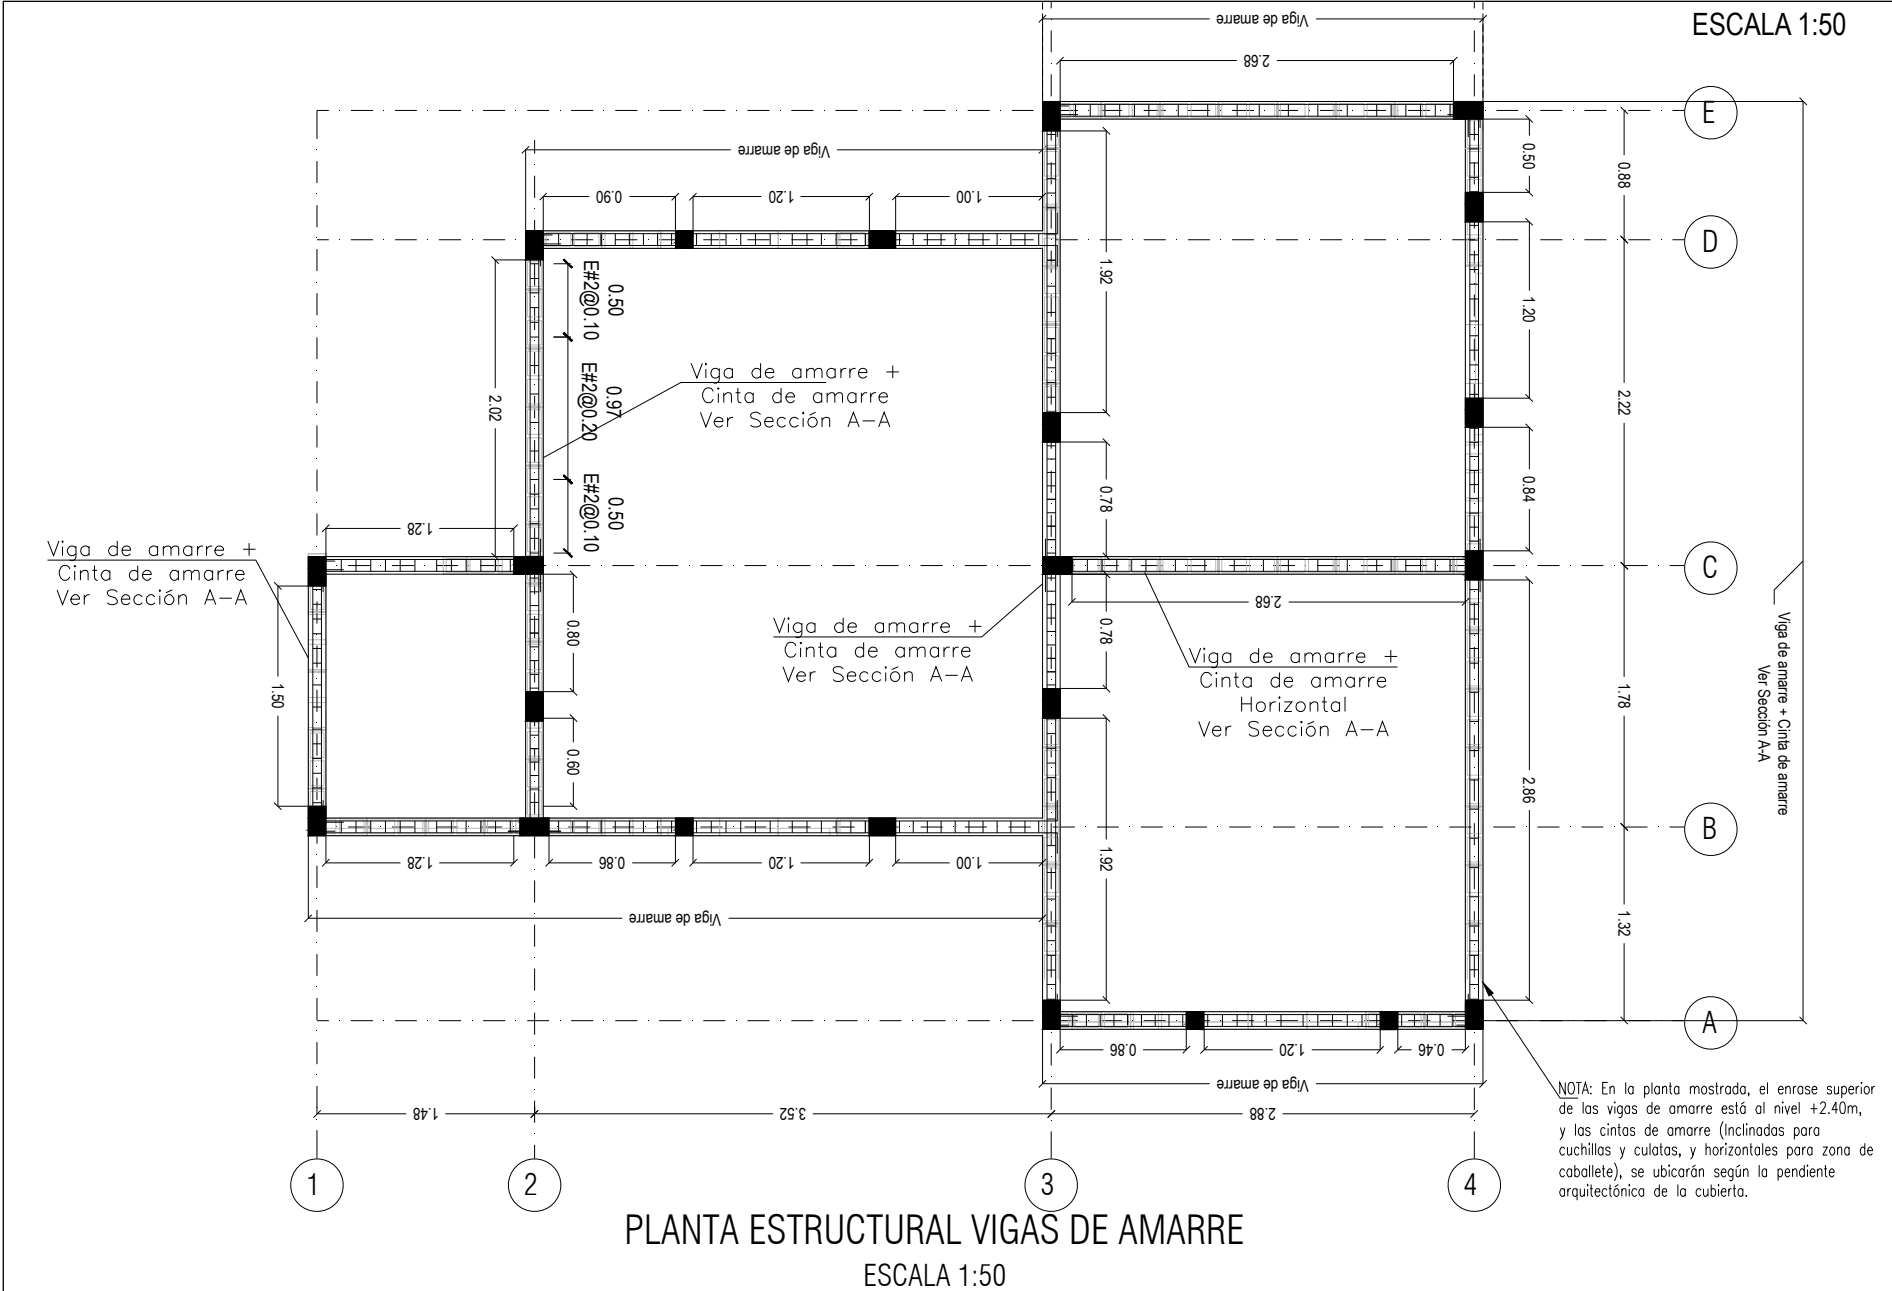 ESCALA 1:50
Viga de amarre
2.68
E
0.88
0.50
Viga de amarre
0.90
1.20
1.00
D
1.92
1.20
2.22
2.02
0.50
E#2@0.10
0.97
E#2@0.20
0.50
E#2@0.10
Viga de amarre +
Cinta de amarre
Ver Sección A-A
0.78
0.84
1.28
Viga de amarre +
Cinta de amarre
Ver Sección A-A
C
2.68
0.80
0.78
Viga de amarre +
Cinta de amarre
Ver Sección A-A
Viga de amarre +
Cinta de amarre
Horizontal
Ver Sección A-A
Viga de amarre + Cinta de amarre
Ver Sección A-A
1.50
1.78
0.60
2.86
B
1.28
0.86
1.20
1.00
1.92
Viga de amarre
1.32
A
0.86
1.20
0.46
Viga de amarre
1.48
3.52
2.88
NOTA: En la planta mostrada, el enrase superior
de las vigas de amarre está al nivel +2.40m,
y las cintas de amarre (Inclinadas para
cuchillas y culatas, y horizontales para zona de
caballete), se ubicarán según la pendiente
arquitectónica de la cubierta.
1
2
3
4
PLANTA ESTRUCTURAL VIGAS DE AMARRE
ESCALA 1:50